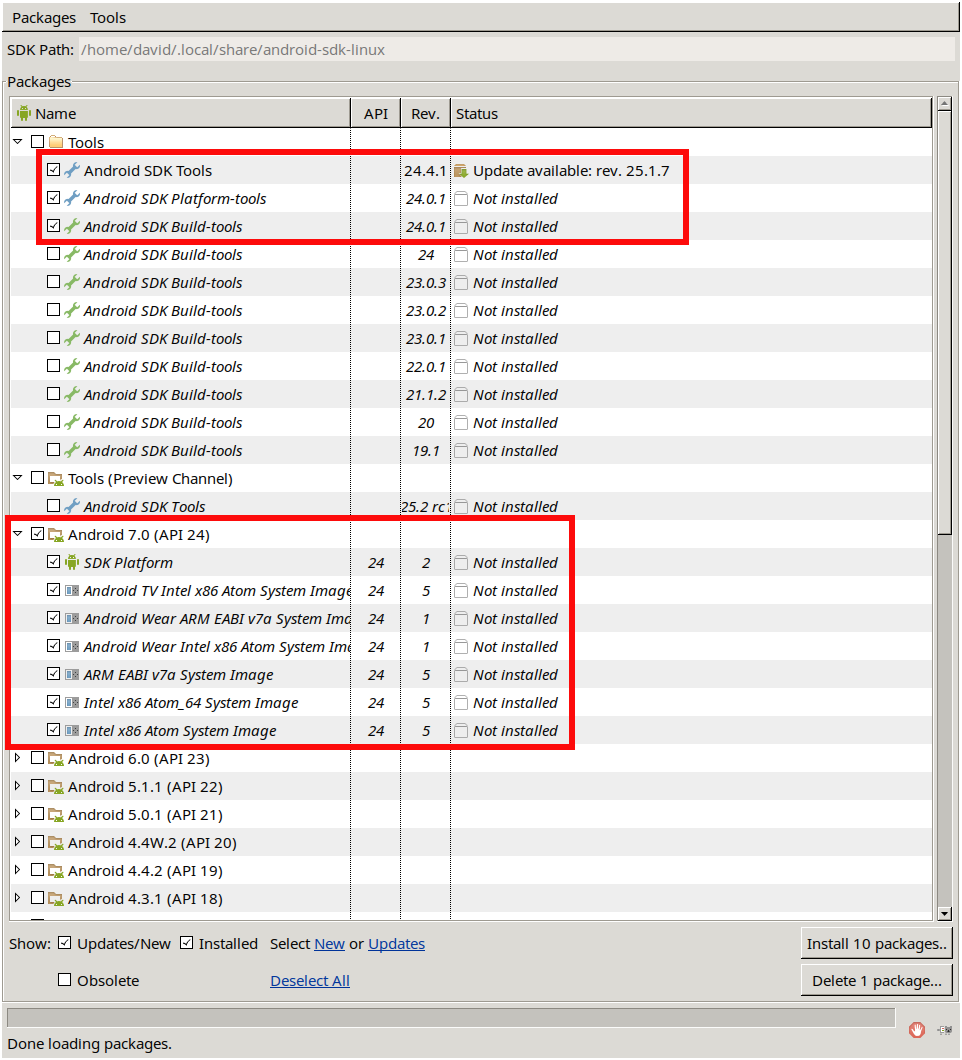 Packages Tools
SDK Path: /home/david/.local/share/android-sdk-linux
Packages
Name API Rev. Status
Tools
Android SDK Tools 24.4.1 Update available: rev. 25.1.7
Android SDK Platform-tools 24.0.1 Not installed
Android SDK Build-tools 24.0.1 Not installed
Android SDK Build-tools 24 Not installed
Android SDK Build-tools 23.0.3 Not installed
Android SDK Build-tools 23.0.2 Not installed
Android SDK Build-tools 23.0.1 Not installed
Android SDK Build-tools 22.0.1 Not installed
Android SDK Build-tools 21.1.2 Not installed
Android SDK Build-tools 20 Not installed
Android SDK Build-tools 19.1 Not installed
Tools (Preview Channel)
Android SDK Tools 25.2 rc1 Not installed
Android 7.0 (API 24)
SDK Platform 24 2 Not installed
Android TV Intel x86 Atom System Image 24 5 Not installed
Android Wear ARM EABI v7a System Ima 24 1 Not installed
Android Wear Intel x86 Atom System Ima 24 1 Not installed
ARM EABI v7a System Image 24 5 Not installed
Intel x86 Atom_64 System Image 24 5 Not installed
Intel x86 Atom System Image 24 5 Not installed
Android 6.0 (API 23)
Android 5.1.1 (API 22)
Android 5.0.1 (API 21)
Android 4.4W.2 (API 20)
Android 4.4.2 (API 19)
Android 4.3.1 (API 18)
Show: Updates/New Installed Select New or Updates Install 10 packages..
Obsolete Deselect All Delete 1 package...
Done loading packages.